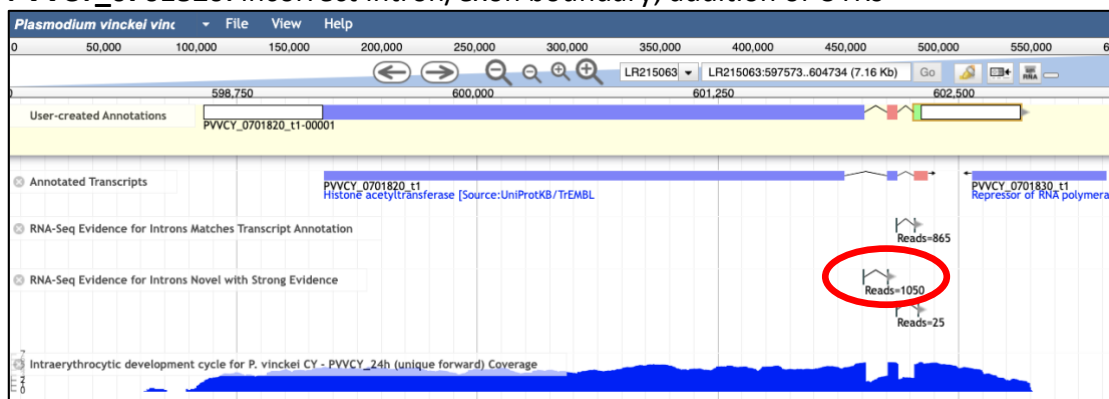 Plasmodium vinckei vinc File View Help
0 50,000 100,000 150,000 200,000 250,000 300,000 350,000 400,000 450,000 500,000 550,000 6
LR215063 LR215063:597573..604734 (7.16 Kb) Go RNA
598,750 600,000 601,250 602,500
User-created Annotations
PVVCY_0701820_t1-00001
Annotated Transcripts
PVVCY_0701820_t1
Histone acetyltransferase [Source:UniProtKB/TrEMBL
PVVCY_0701830_t1
Repressor of RNA polymera
RNA-Seq Evidence for Introns Matches Transcript Annotation
Reads=865
RNA-Seq Evidence for Introns Novel with Strong Evidence
Reads=1050
Reads=25
Intraerythrocytic development cycle for P. vinckei CY - PVVCY_24h (unique forward) Coverage